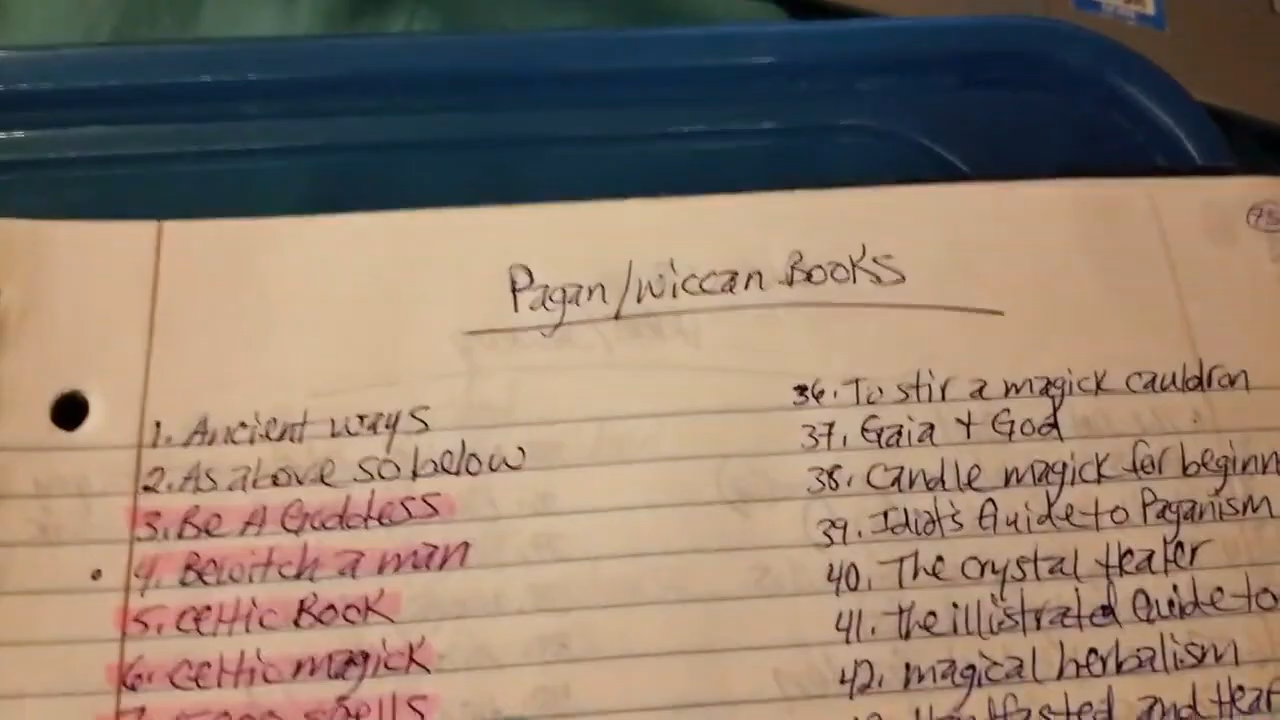 Pagan/Wiccan Books
1. Ancient ways
2. As above so below
3. Be A Goddess
4. Bewitch a man
5. Celtic Book
6. Celtic magick
spells
36. To stir a magick cauldron
37. Gaia + God
38. Candle magick for beginn
39. Idiot's Guide to Paganism
40. The Crystal Healer
41. The illustrated Guide to
42. magical herbalism
and